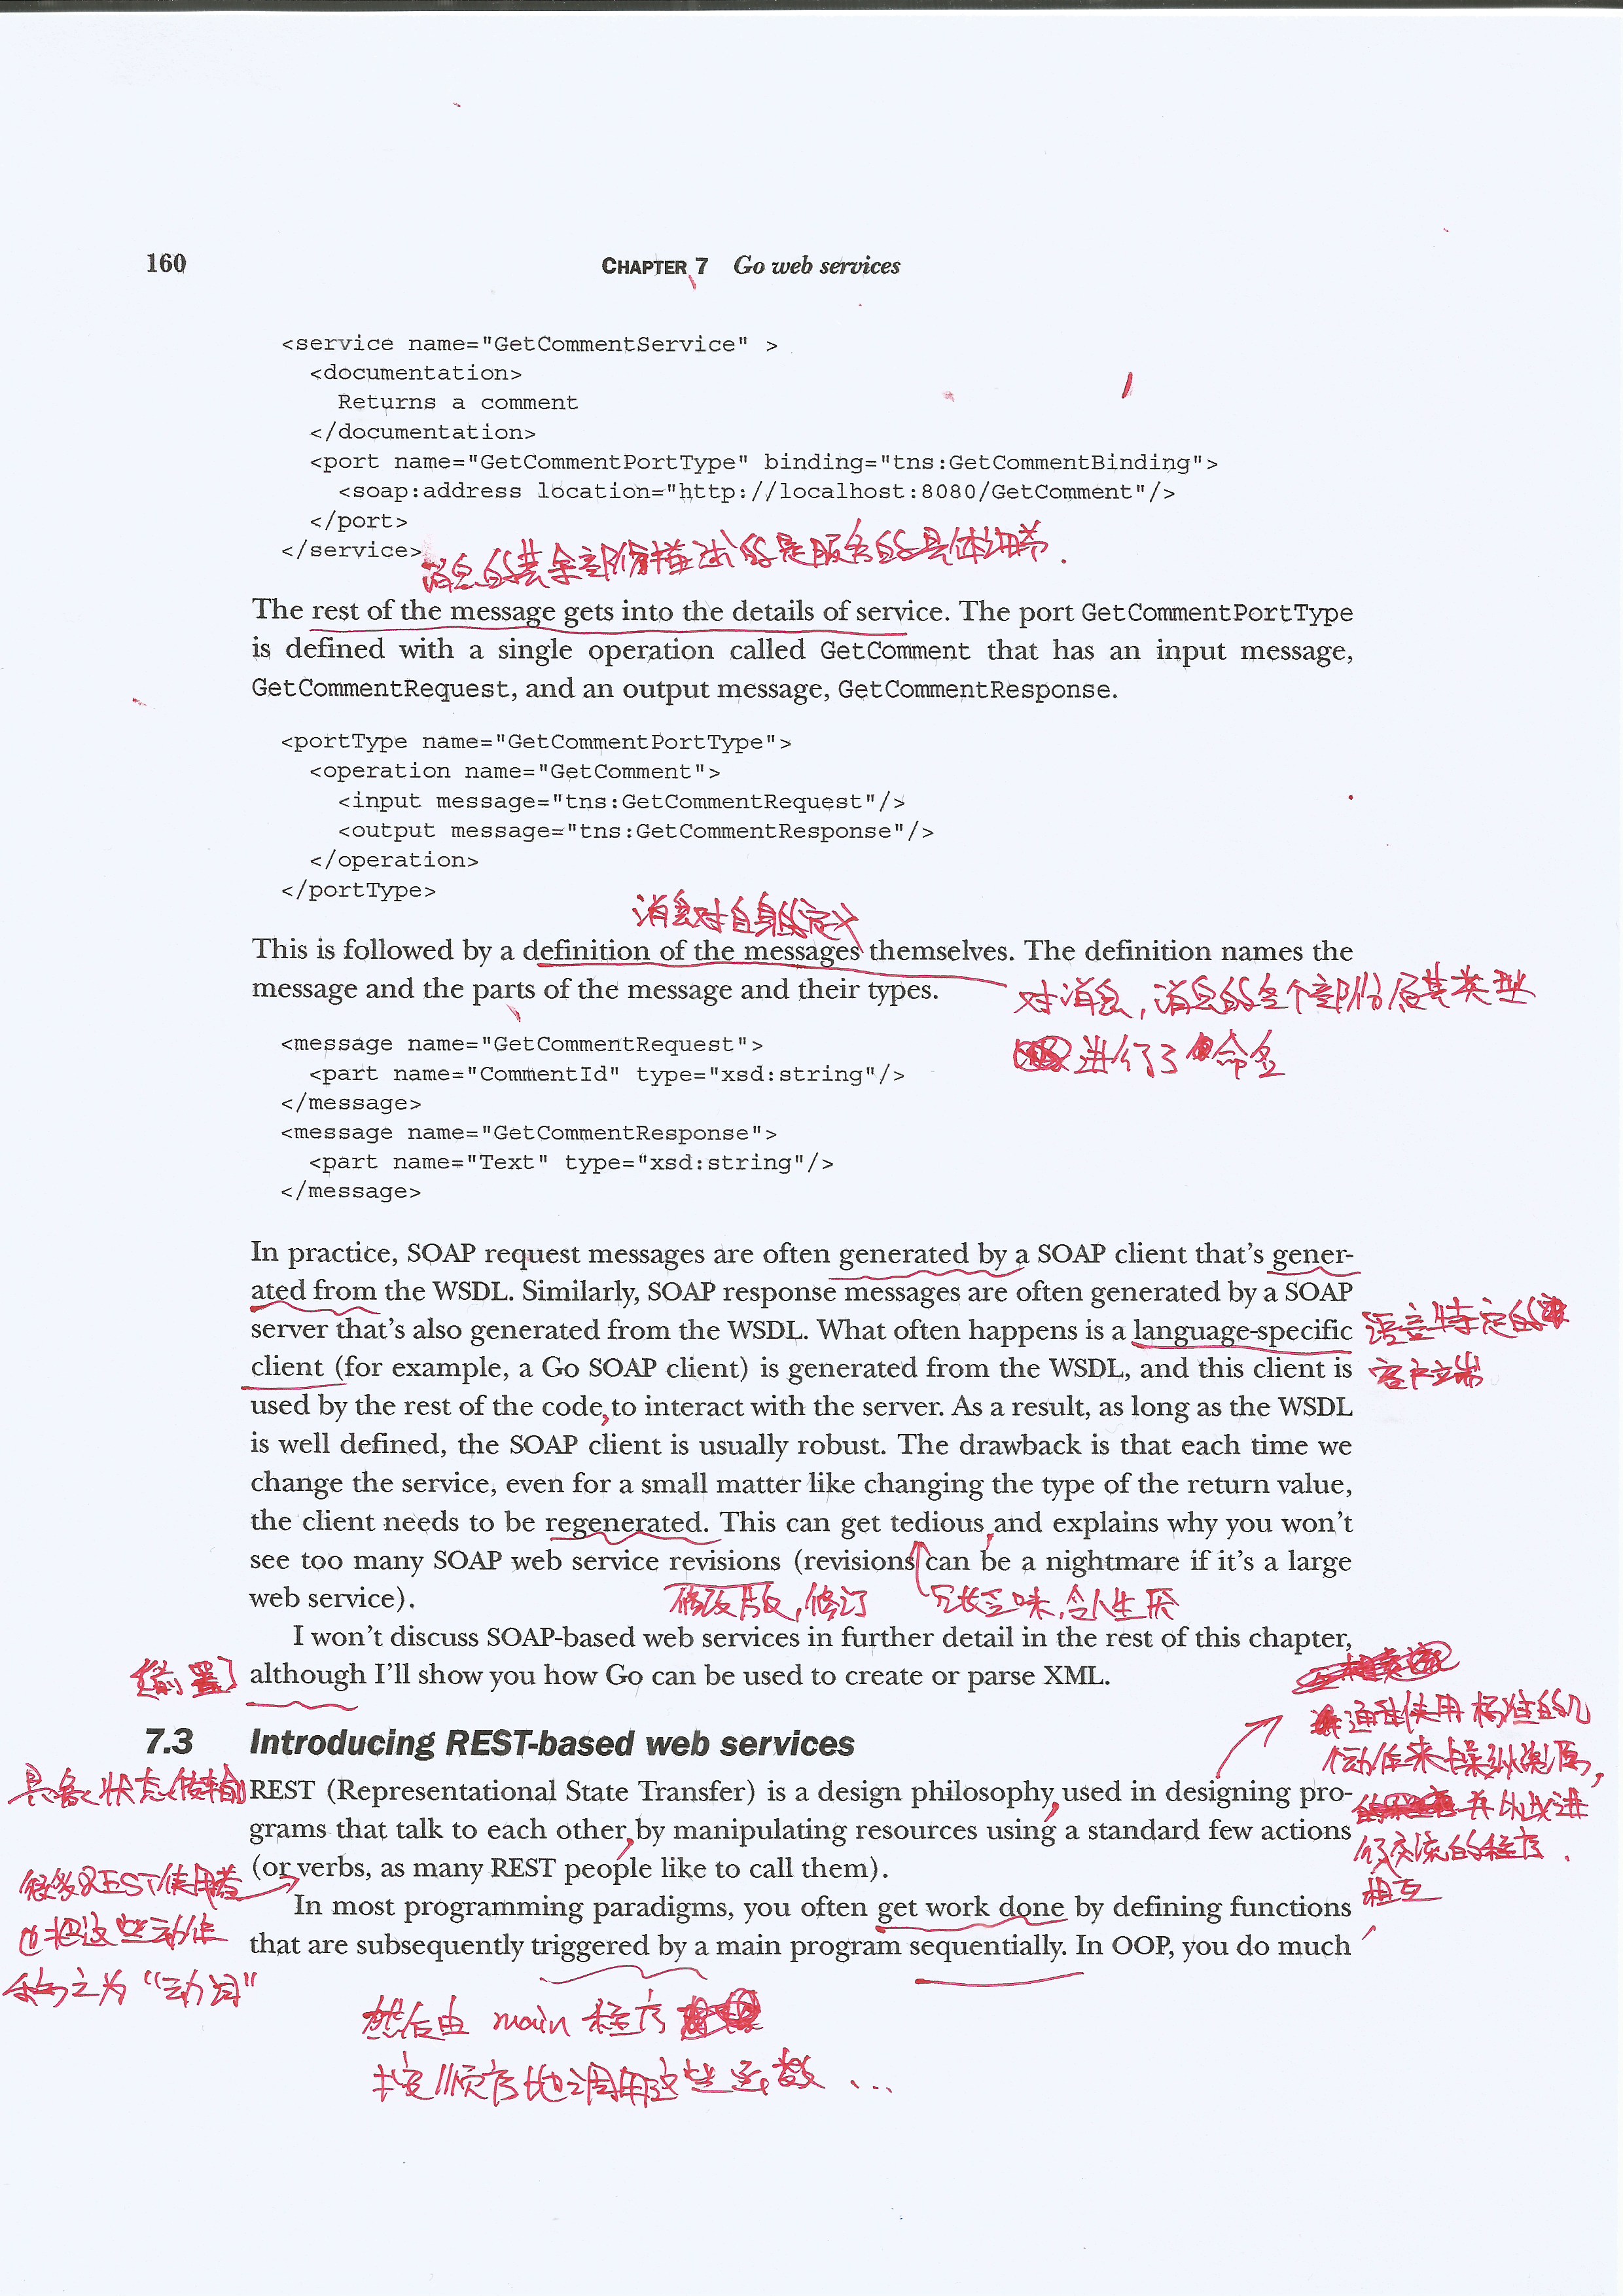 160
CHAPTER 7 Go web services
<service name="GetCommentService" >
<documentation>
Returns a comment
</documentation>
<port name="GetCommentPortType" binding="tns:GetCommentBinding">
<soap:address location="http://localhost:8080/GetComment"/>
</port>
</service>
消息的其余部份描述的是服务的具体细节.
The rest of the message gets into the details of service. The port GetCommentPortType
is defined with a single operation called GetComment that has an input message,
GetCommentRequest, and an output message, GetCommentResponse.
<portType name="GetCommentPortType">
<operation name="GetComment">
<input message="tns:GetCommentRequest"/>
<output message="tns:GetCommentResponse"/>
</operation>
</portType>
消息对自身的定义
This is followed by a definition of the messages themselves. The definition names the
message and the parts of the message and their types.
对消息,消息的各个部份及其类型
进行了命名
<message name="GetCommentRequest">
<part name="CommentId" type="xsd:string"/>
</message>
<message name="GetCommentResponse">
<part name="Text" type="xsd:string"/>
</message>
In practice, SOAP request messages are often generated by a SOAP client that's gener-
ated from the WSDL. Similarly, SOAP response messages are often generated by a SOAP
server that's also generated from the WSDL. What often happens is a language-specific
语言特定的
client (for example, a Go SOAP client) is generated from the WSDL, and this client is
客户端
used by the rest of the code to interact with the server. As a result, as long as the WSDL
is well defined, the SOAP client is usually robust. The drawback is that each time we
change the service, even for a small matter like changing the type of the return value,
the client needs to be regenerated. This can get tedious and explains why you won't
see too many SOAP web service revisions (revisions can be a nightmare if it's a large
web service).
修改版,修订
冗长乏味,令人生厌
I won't discuss SOAP-based web services in further detail in the rest of this chapter,
[前置]
although I'll show you how Go can be used to create or parse XML.
7.3 Introducing REST-based web services
通过使用标准的几
个动作来操纵资源,
并以此进
行交流的程序.
相互
具象状态传输
REST (Representational State Transfer) is a design philosophy used in designing pro-
grams that talk to each other by manipulating resources using a standard few actions
(or verbs, as many REST people like to call them).
很多REST使用者
也把这些动作
称之为"动词"
In most programming paradigms, you often get work done by defining functions
that are subsequently triggered by a main program sequentially. In OOP, you do much
然后由 main 程序
按顺序地调用这些函数 ...